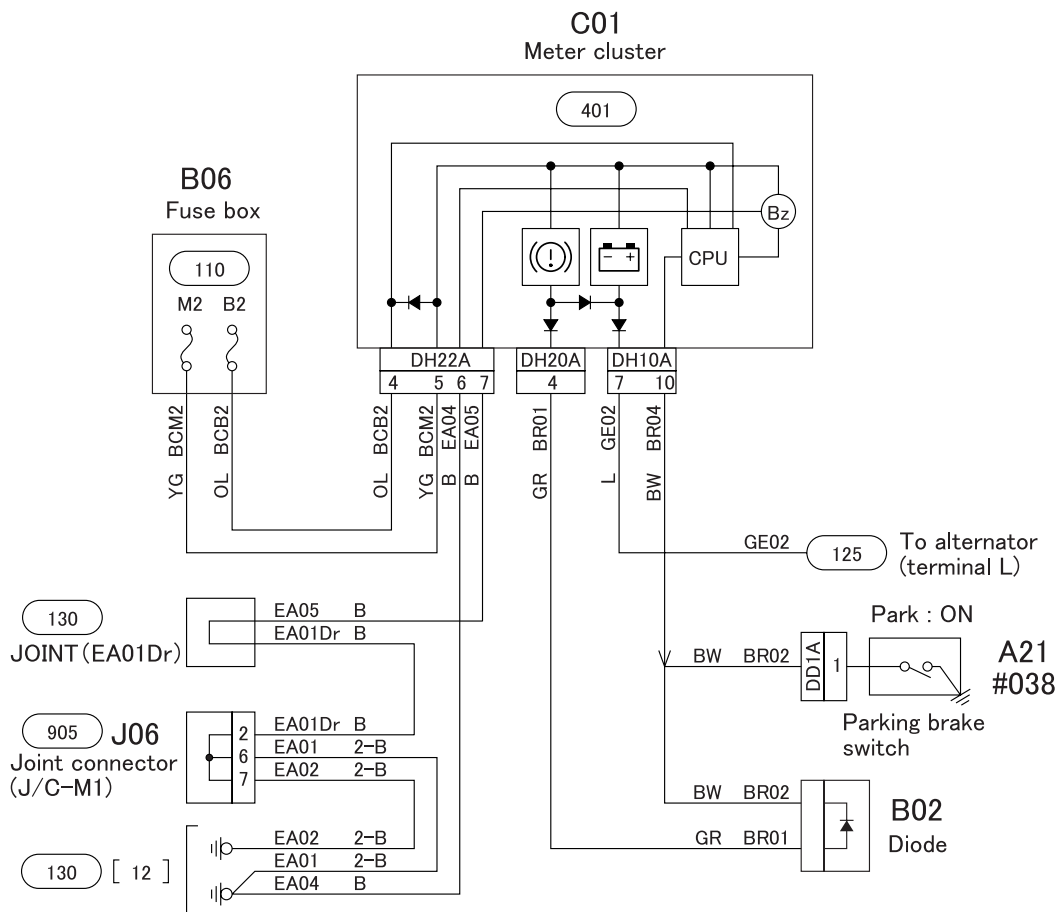 C01
Meter cluster
401
B06
Fuse box
110
M2 B2
Bz
(!)
- +
CPU
DH22A
4 5 6 7
DH20A
4
DH10A
7 10
YG BCM2
OL BCB2
OL BCB2
YG BCM2
B EA04
B EA05
GR BR01
L GE02
BW BR04
GE02
125
To alternator
(terminal L)
130
JOINT(EA01Dr)
EA05 B
EA01Dr B
Park : ON
BW BR02
DD1A
1
A21
#038
Parking brake
switch
905
J06
Joint connector
(J/C-M1)
2
6
7
EA01Dr B
EA01 2-B
EA02 2-B
BW BR02
GR BR01
B02
Diode
130 [ 12 ]
EA02 2-B
EA01 2-B
EA04 B